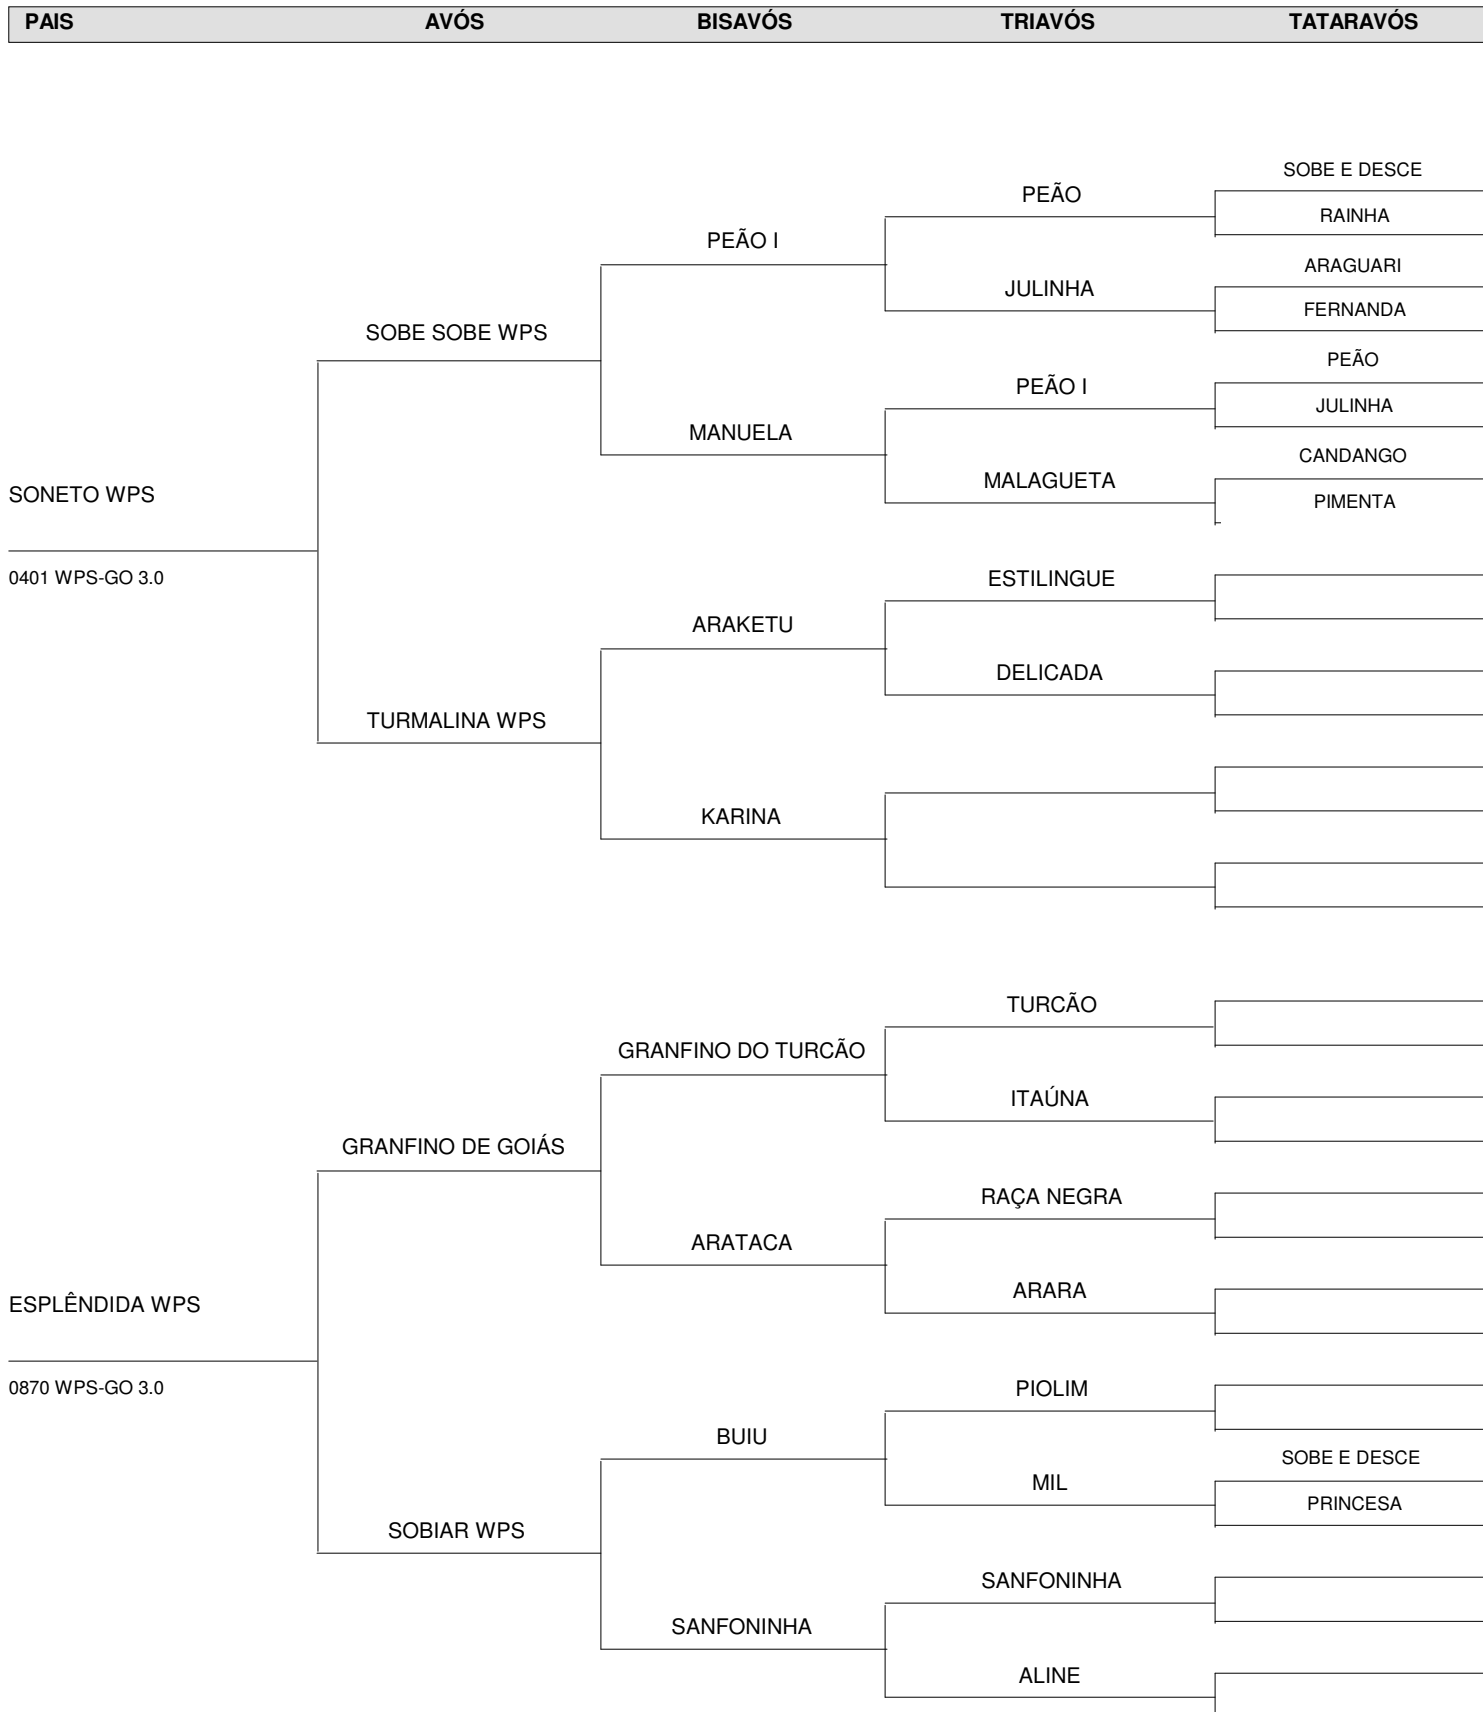 PAIS AVÓS BISAVÓS TRIAVÓS TATARAVÓS
SOBE E DESCE
PEÃO
RAINHA
PEÃO I
ARAGUARI
JULINHA
FERNANDA
SOBE SOBE WPS
PEÃO
PEÃO I
JULINHA
MANUELA
CANDANGO
MALAGUETA
SONETO WPS
PIMENTA
0401 WPS-GO 3.0
ESTILINGUE
ARAKETU
DELICADA
TURMALINA WPS
KARINA
TURCÃO
GRANFINO DO TURCÃO
ITAÚNA
GRANFINO DE GOIÁS
RAÇA NEGRA
ARATACA
ARARA
ESPLÊNDIDA WPS
0870 WPS-GO 3.0
PIOLIM
BUIU
SOBE E DESCE
MIL
PRINCESA
SOBIAR WPS
SANFONINHA
SANFONINHA
ALINE